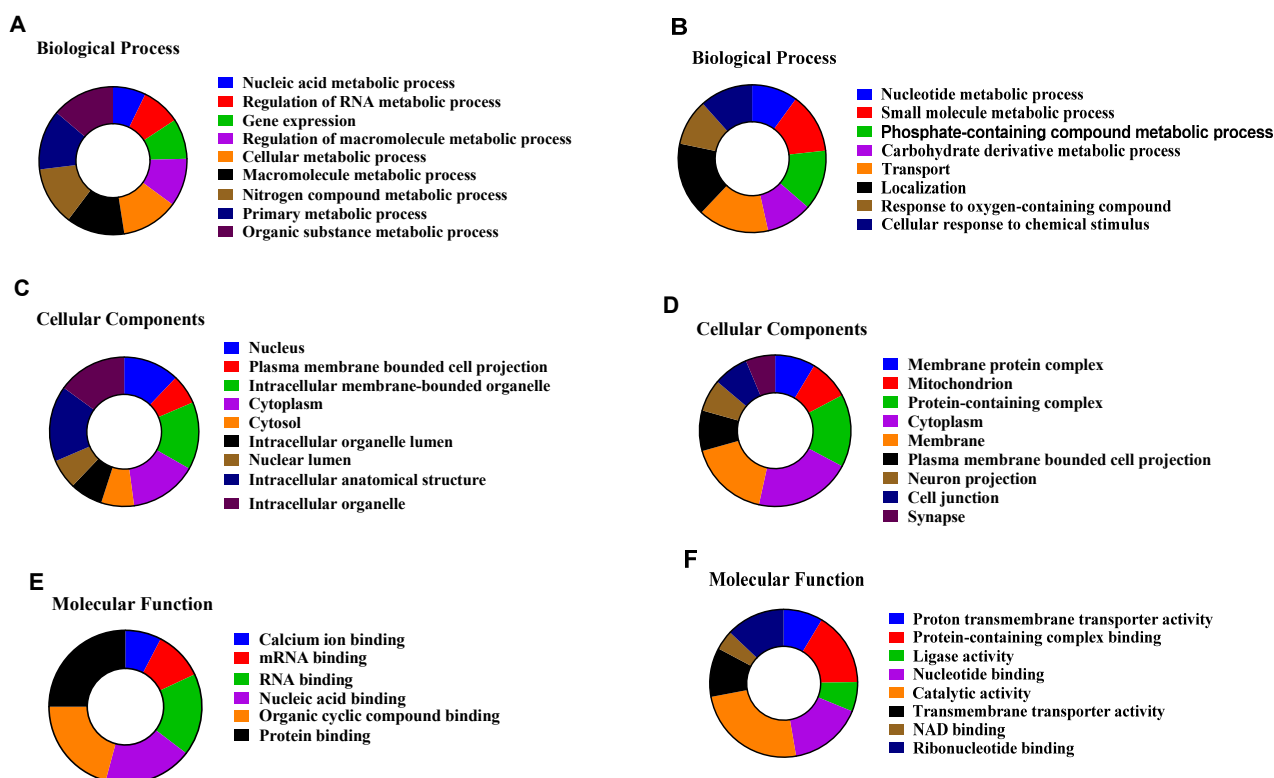 A
Biological Process
Nucleic acid metabolic process
Regulation of RNA metabolic process
Gene expression
Regulation of macromolecule metabolic process
Cellular metabolic process
Macromolecule metabolic process
Nitrogen compound metabolic process
Primary metabolic process
Organic substance metabolic process
B
Biological Process
Nucleotide metabolic process
Small molecule metabolic process
Phosphate-containing compound metabolic process
Carbohydrate derivative metabolic process
Transport
Localization
Response to oxygen-containing compound
Cellular response to chemical stimulus
C
Cellular Components
Nucleus
Plasma membrane bounded cell projection
Intracellular membrane-bounded organelle
Cytoplasm
Cytosol
Intracellular organelle lumen
Nuclear lumen
Intracellular anatomical structure
Intracellular organelle
D
Cellular Components
Membrane protein complex
Mitochondrion
Protein-containing complex
Cytoplasm
Membrane
Plasma membrane bounded cell projection
Neuron projection
Cell junction
Synapse
E
Molecular Function
Calcium ion binding
mRNA binding
RNA binding
Nucleic acid binding
Organic cyclic compound binding
Protein binding
F
Molecular Function
Proton transmembrane transporter activity
Protein-containing complex binding
Ligase activity
Nucleotide binding
Catalytic activity
Transmembrane transporter activity
NAD binding
Ribonucleotide binding